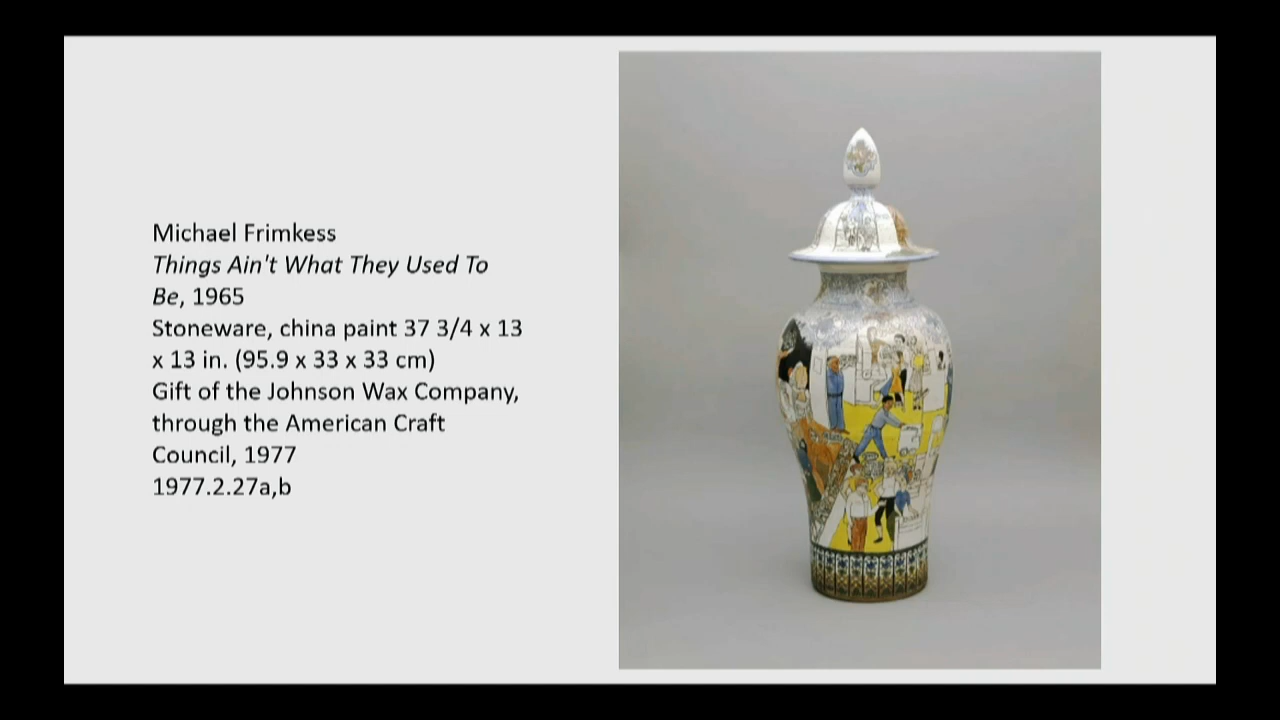 Michael Frimkess
Things Ain't What They Used To
Be, 1965
Stoneware, china paint 37 3/4 x 13
x 13 in. (95.9 x 33 x 33 cm)
Gift of the Johnson Wax Company,
through the American Craft
Council, 1977
1977.2.27a,b